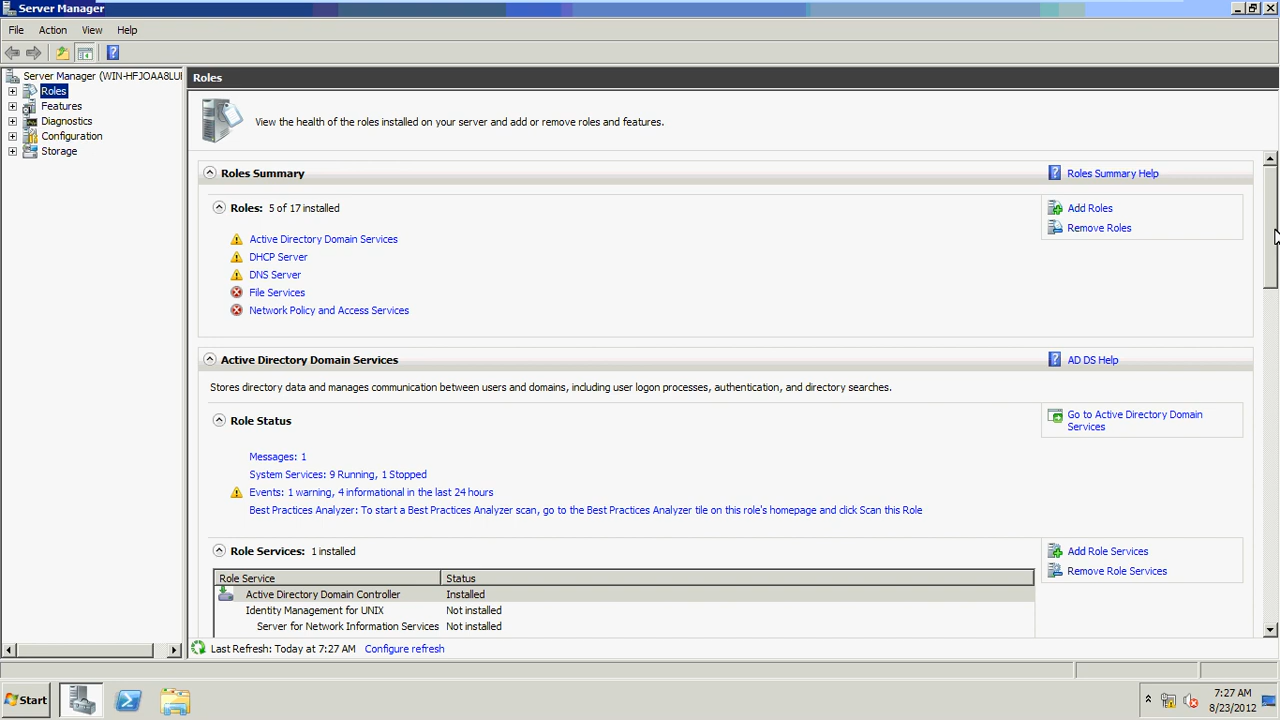 Server Manager
File Action View Help
Server Manager (WIN-HFJOAA8LUI
Roles
Features
Diagnostics
Configuration
Storage
Roles
View the health of the roles installed on your server and add or remove roles and features.
Roles Summary
Roles Summary Help
Roles: 5 of 17 installed
Add Roles
Remove Roles
Active Directory Domain Services
DHCP Server
DNS Server
File Services
Network Policy and Access Services
Active Directory Domain Services
AD DS Help
Stores directory data and manages communication between users and domains, including user logon processes, authentication, and directory searches.
Role Status
Go to Active Directory Domain
Services
Messages: 1
System Services: 9 Running, 1 Stopped
Events: 1 warning, 4 informational in the last 24 hours
Best Practices Analyzer: To start a Best Practices Analyzer scan, go to the Best Practices Analyzer tile on this role's homepage and click Scan this Role
Role Services: 1 installed
Add Role Services
Remove Role Services
Role Service Status
Active Directory Domain Controller Installed
Identity Management for UNIX Not installed
Server for Network Information Services Not installed
Last Refresh: Today at 7:27 AM Configure refresh
Start
7:27 AM
8/23/2012